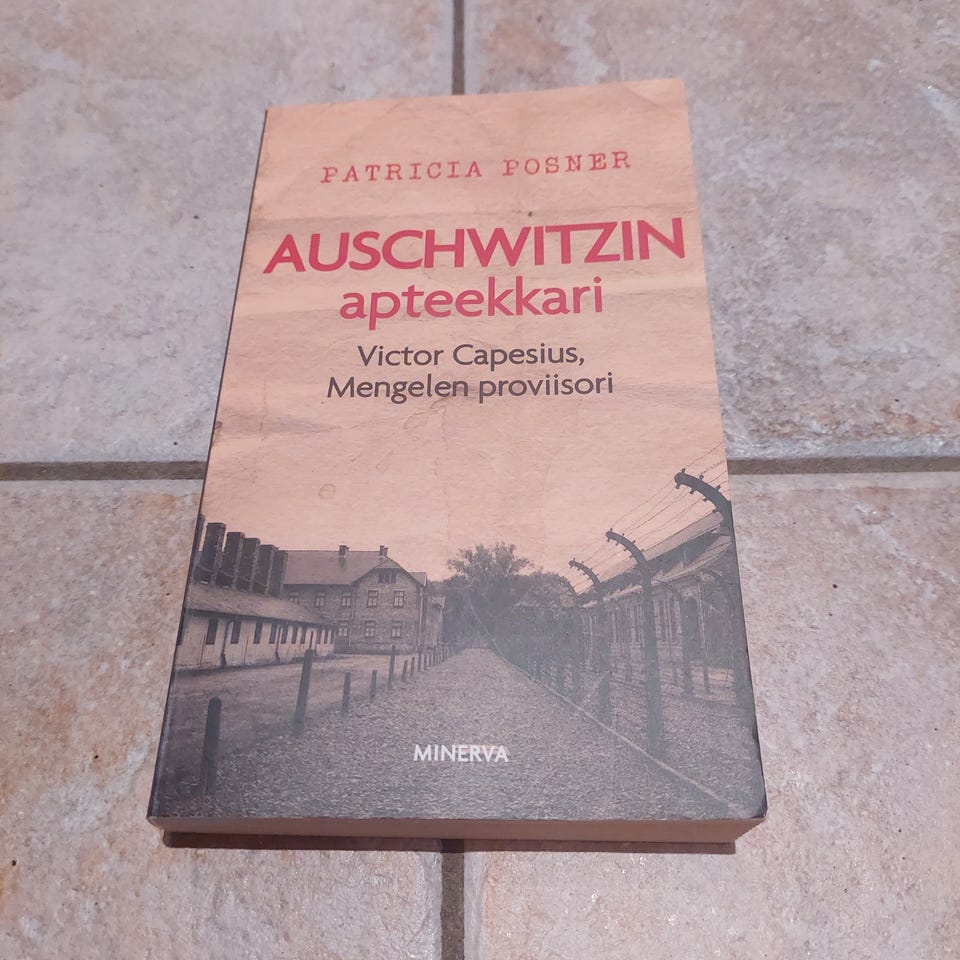 PATRICIA POSNER
AUSCHWITZIN
apteekkari
Victor Capesius,
Mengelen proviisori
MINERVA